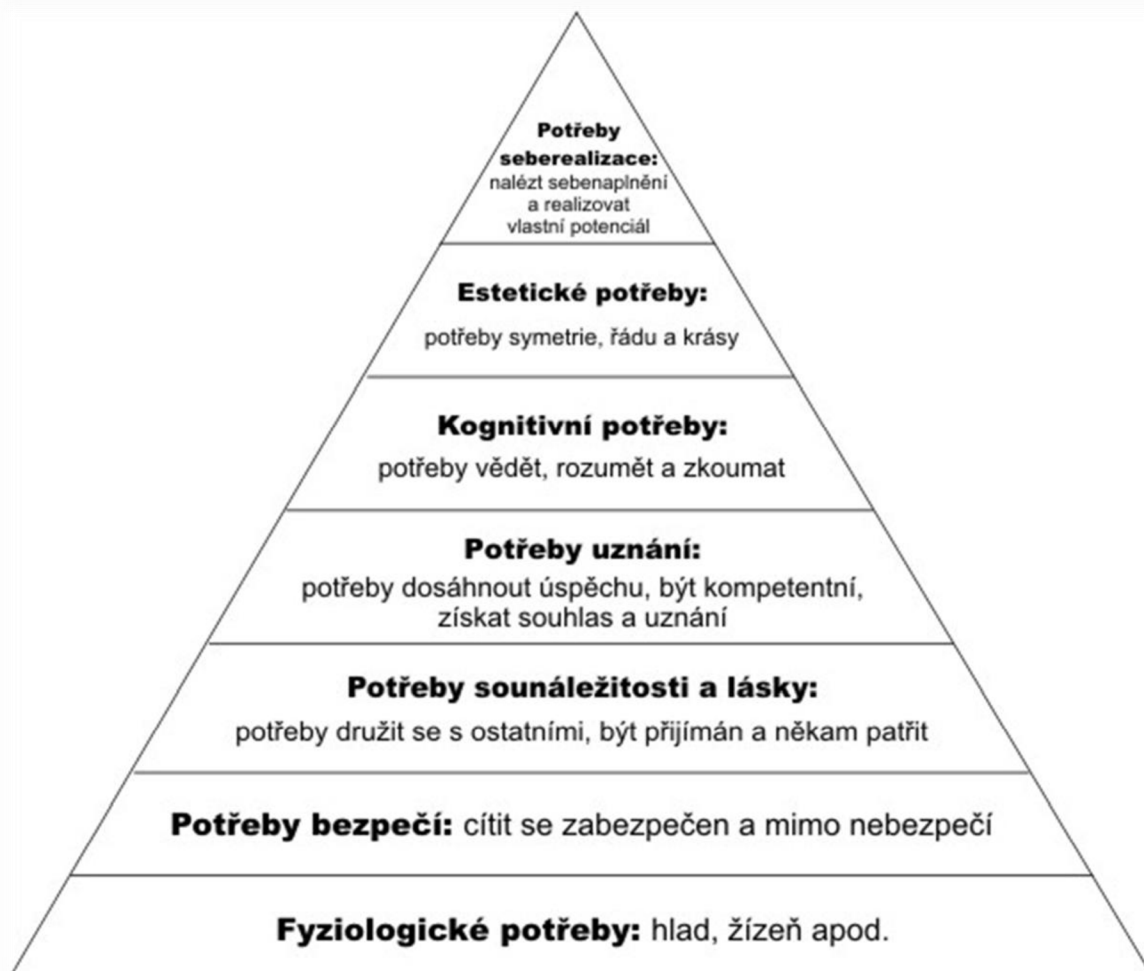 Potřeby
seberealizace:
nalézt sebenaplnění
a realizovat
vlastní potenciál
Estetické potřeby:
potřeby symetrie, řádu a krásy
Kognitivní potřeby:
potřeby vědět, rozumět a zkoumat
Potřeby uznání:
potřeby dosáhnout úspěchu, být kompetentní,
získat souhlas a uznání
Potřeby sounáležitosti a lásky:
potřeby družit se s ostatními, být přijímán a někam patřit
Potřeby bezpečí: cítit se zabezpečen a mimo nebezpečí
Fyziologické potřeby: hlad, žízeň apod.